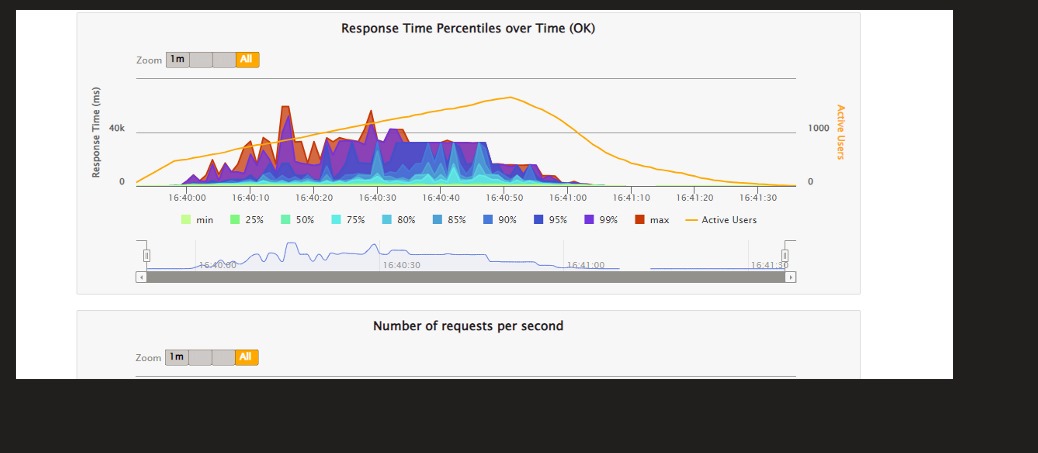 Response Time Percentiles over Time (OK)
Zoom 1m All
Response Time (ms)
40k
0
Active Users
1000
0
16:40:00 16:40:10 16:40:20 16:40:30 16:40:40 16:40:50 16:41:00 16:41:10 16:41:20 16:41:30
min 25% 50% 75% 80% 85% 90% 95% 99% max Active Users
16:40:00 16:40:30 16:41:00 16:41:30
Number of requests per second
Zoom 1m All